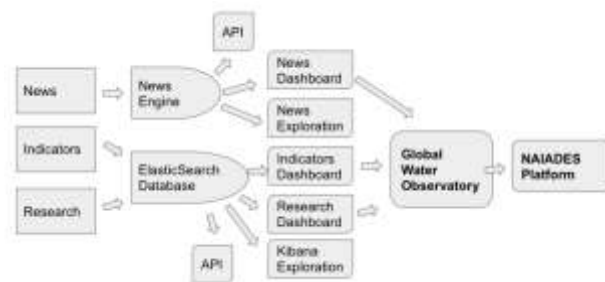 API
News
News
Engine
News
Dashboard
News
Exploration
Indicators
ElasticSearch
Database
Indicators
Dashboard
Global
Water
Observatory
NAIADES
Platform
Research
Research
Dashboard
API
Kibana
Exploration